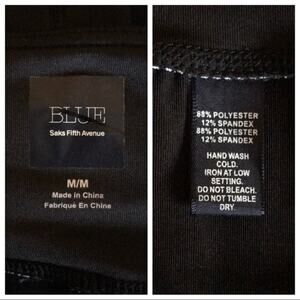 BLUE
Saks Fifth Avenue
M/M
Made in China
Fabriqué En Chine
88% POLYESTER
12% SPANDEX
88% POLYESTER
12% SPANDEX
HAND WASH
COLD.
IRON AT LOW
SETTING.
DO NOT BLEACH.
DO NOT TUMBLE
DRY.